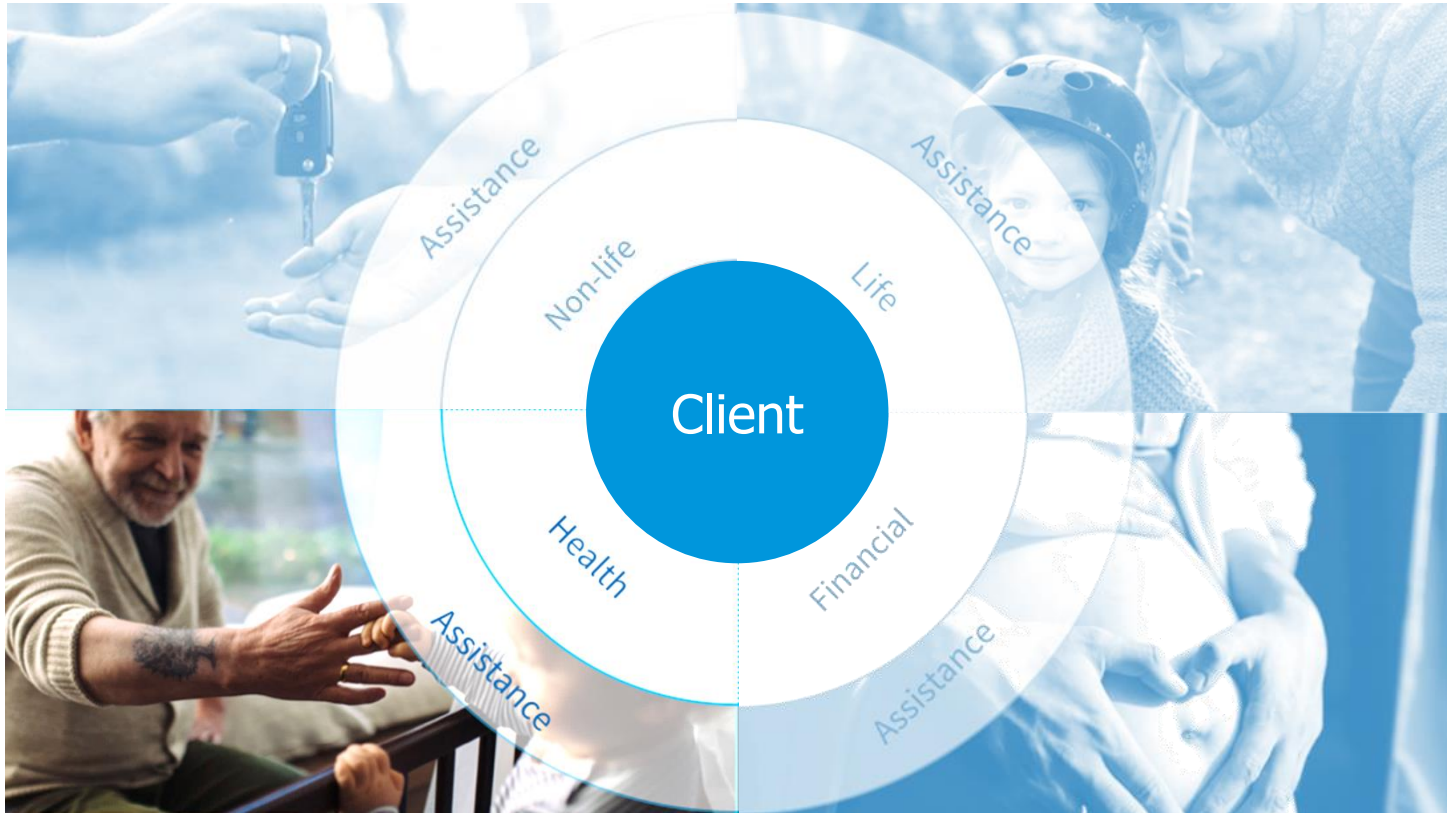 Assistance
Assistance
Non-life
Life
Client
Health
Financial
Assistance
Assistance